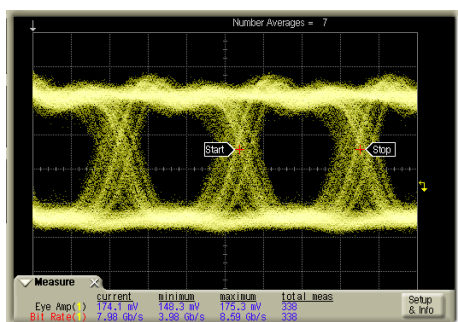 Number Averages = 7
Start
Stop
Measure
current minimum maximum total meas
Eye Amp(1) 174.1 mV 148.3 mV 175.3 mV 338
Bit Rate(1) 7.98 Gb/s 3.98 Gb/s 8.59 Gb/s 338
Setup
& Info